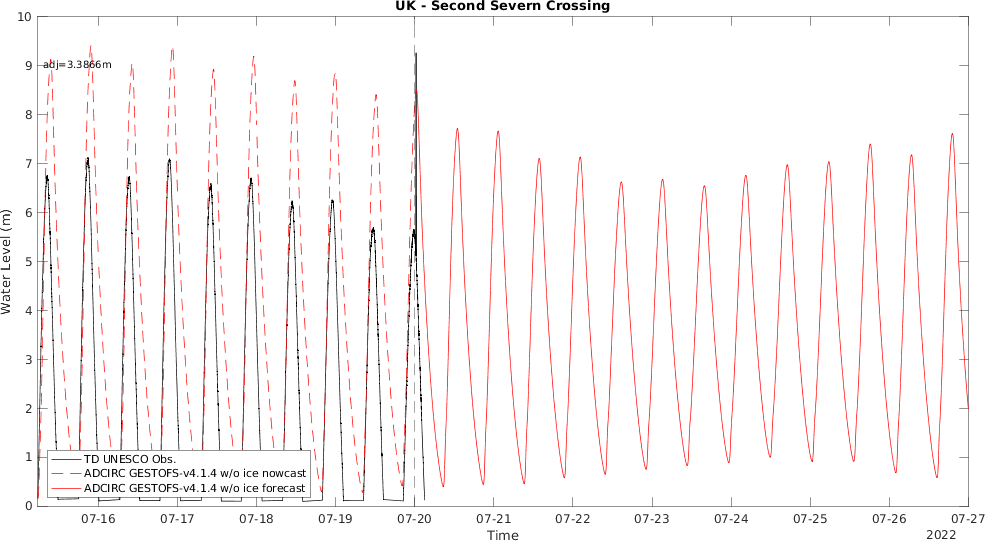 UK - Second Severn Crossing
10
9
8
7
6
5
4
3
2
1
0
Water Level (m)
adj=3.3866m
TD UNESCO Obs.
ADCIRC GESTOFS-v4.1.4 w/o ice nowcast
ADCIRC GESTOFS-v4.1.4 w/o ice forecast
07-16 07-17 07-18 07-19 07-20 07-21 07-22 07-23 07-24 07-25 07-26 07-27
Time
2022